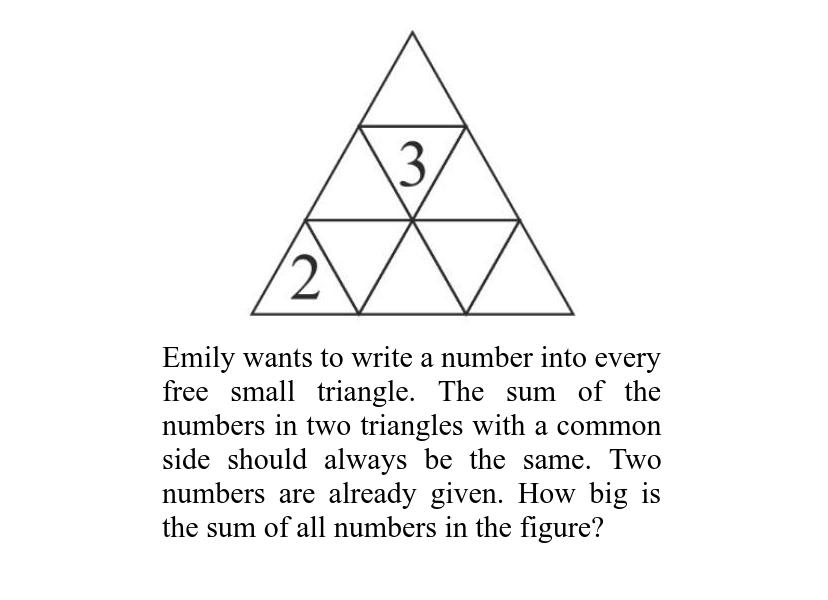 3
2
Emily wants to write a number into every
free small triangle. The sum of the
numbers in two triangles with a common
side should always be the same. Two
numbers are already given. How big is
the sum of all numbers in the figure?